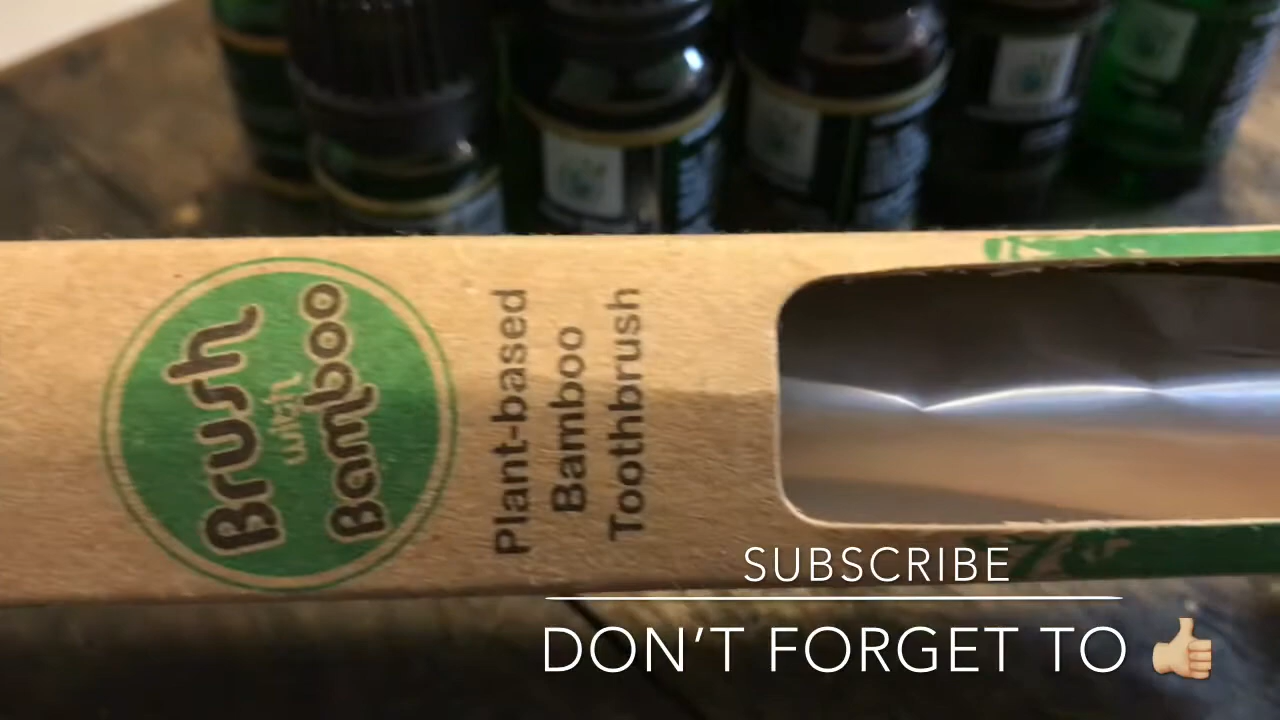 Brush
with
Bamboo
Plant-based
Bamboo
Toothbrush
SUBSCRIBE
DON'T FORGET TO 👍🏼